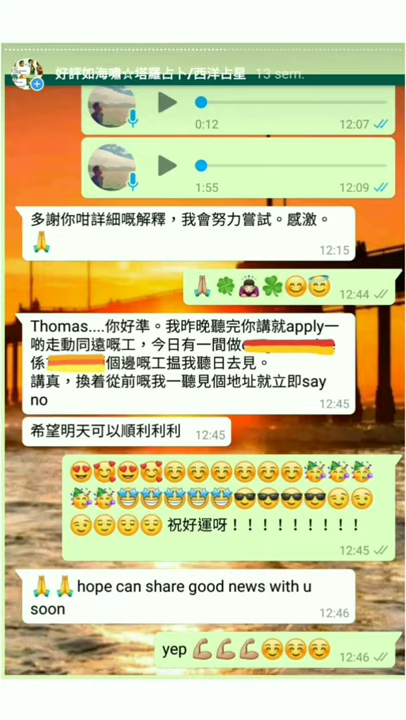 好評如海嘯☆塔羅占卜/西洋占星 13 sem.
0:12 12:07
1:55 12:09
多謝你咁詳細嘅解釋，我會努力嘗試。感激。
🙏 12:15
🙏🏼🍀🙇🏻‍♂️🍀😊😇 12:44
Thomas....你好準。我昨晚聽完你講就apply一
啲走動同遠嘅工，今日有一間做
係 個邊嘅工搵我聽日去見。
講真，換着從前嘅我一聽見個地址就立即say
no 12:45
希望明天可以順利利利 12:45
😍🥰😍🥰☺️☺️☺️☺️☺️☺️☺️🥳🥳🥳
🥳🥳🤩🤩🤩🤩🤩😎😎😎😎😏😏
😏😌😌😌 祝好運呀！！！！！！！！！
12:45
🙏 🙏 hope can share good news with u
soon 12:46
yep 💪🏼💪🏼💪🏼☺️☺️☺️ 12:46